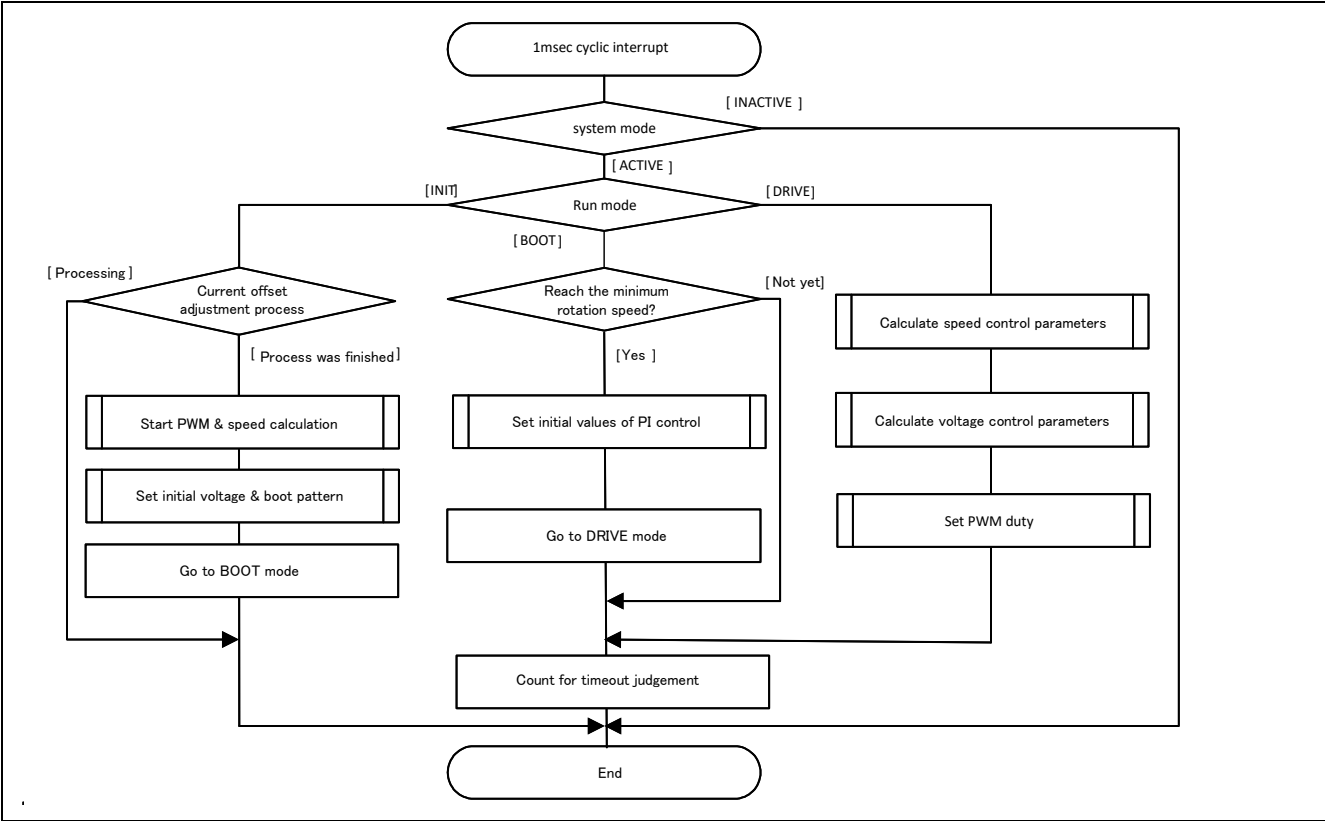 1msec cyclic interrupt
[ INACTIVE ]
system mode
[ ACTIVE ]
[INIT]
Run mode
[DRIVE]
[BOOT]
[ Processing ]
Current offset
adjustment process
Reach the minimum
rotation speed?
[Not yet]
Calculate speed control parameters
[ Process was finished ]
[Yes ]
Start PWM & speed calculation
Set initial values of PI control
Calculate voltage control parameters
Set initial voltage & boot pattern
Go to DRIVE mode
Set PWM duty
Go to BOOT mode
Count for timeout judgement
End